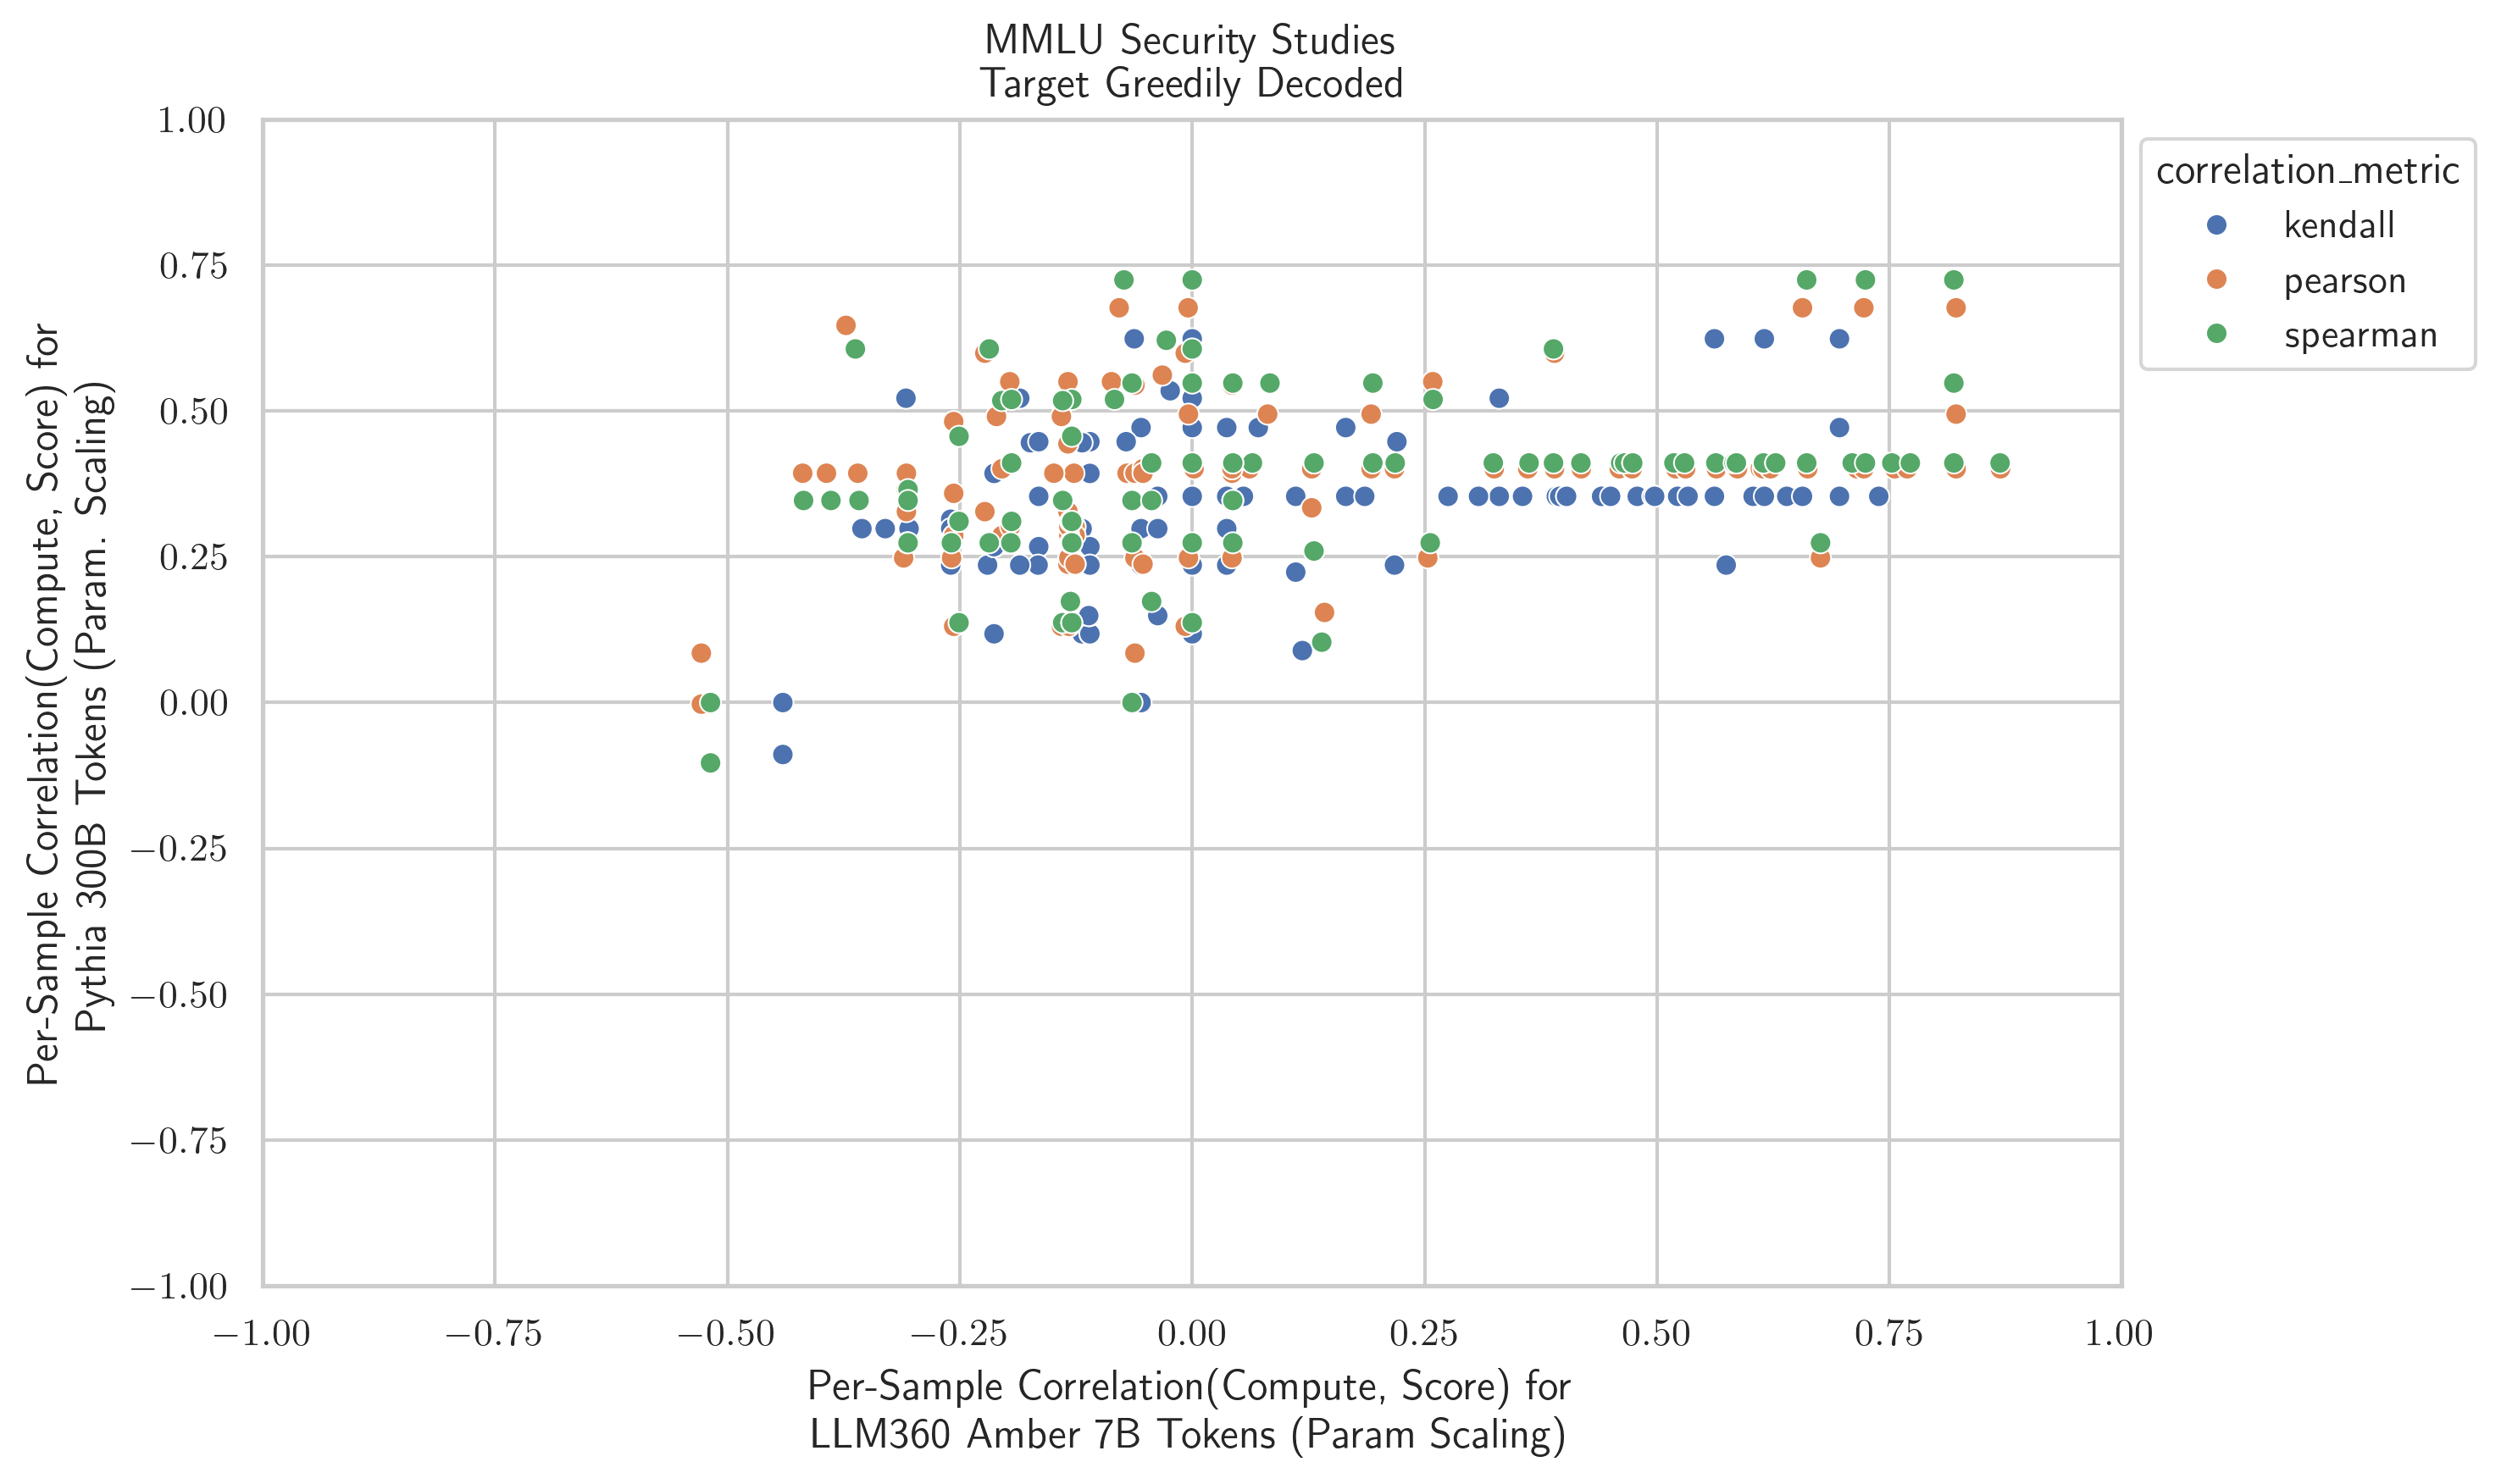 MMLU Security Studies
Target Greedily Decoded
Per-Sample Correlation(Compute, Score) for
Pythia 300B Tokens (Param. Scaling)
1.00
0.75
0.50
0.25
0.00
−0.25
−0.50
−0.75
−1.00
−1.00 −0.75 −0.50 −0.25 0.00 0.25 0.50 0.75 1.00
Per-Sample Correlation(Compute, Score) for
LLM360 Amber 7B Tokens (Param Scaling)
correlation_metric
kendall
pearson
spearman